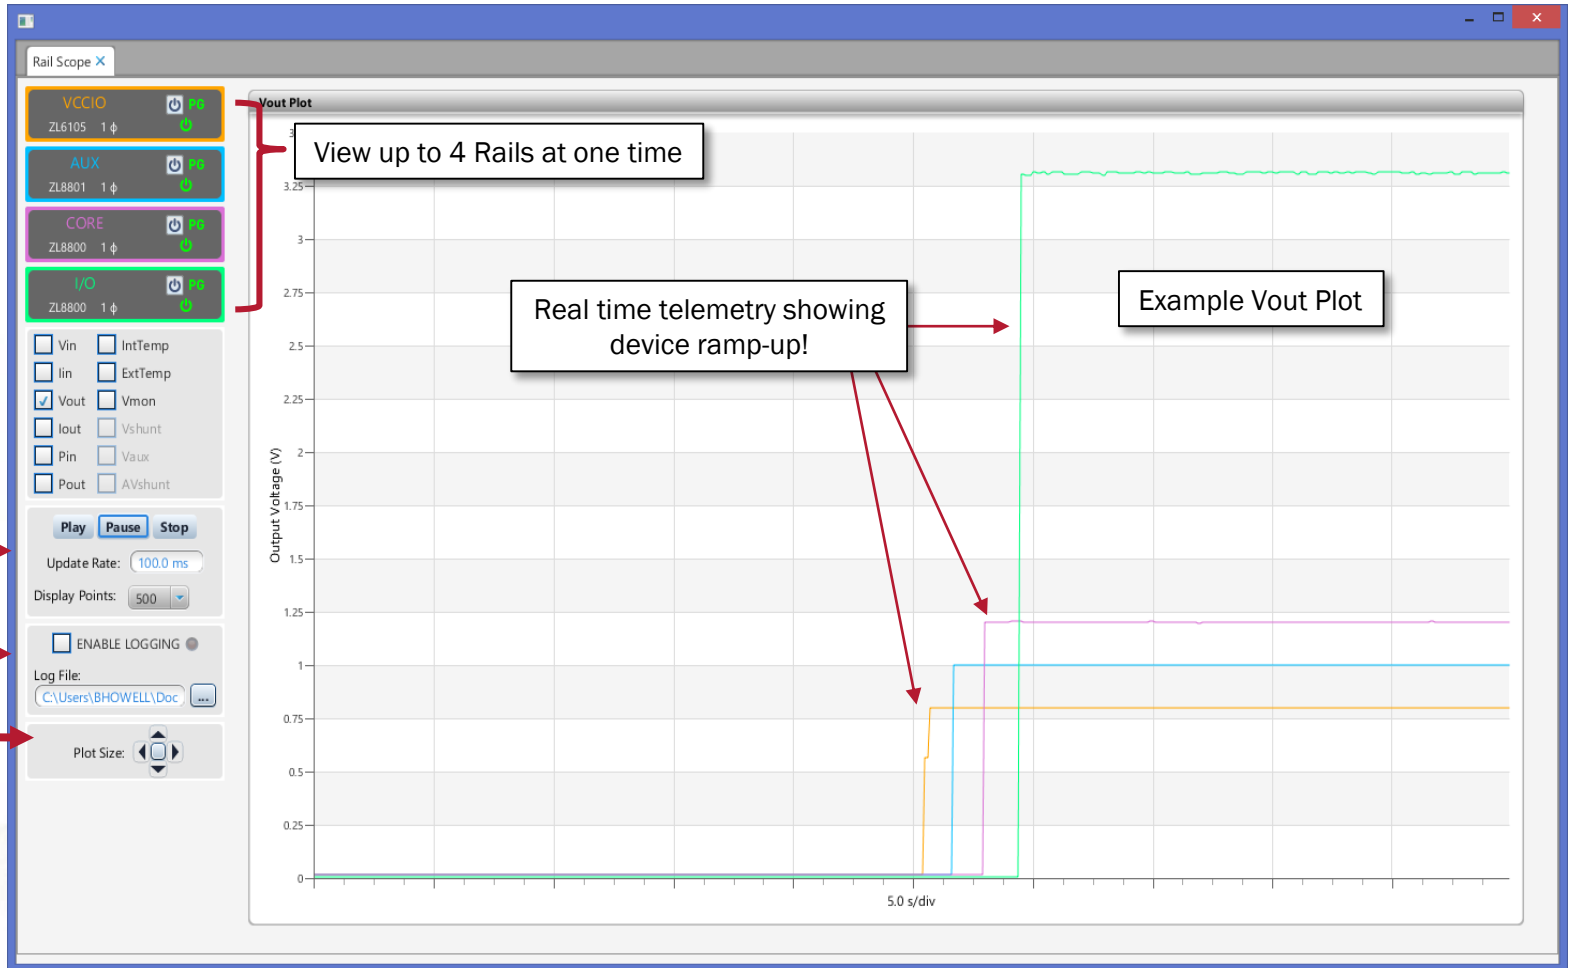 Rail Scope
VCCIO PG
ZL6105 1 ϕ
AUX PG
ZL8801 1 ϕ
CORE PG
ZL8800 1 ϕ
I/O PG
ZL8800 1 ϕ
Vin IntTemp
Iin ExtTemp
Vout Vmon
Iout Vshunt
Pin Vaux
Pout AVshunt
Play Pause Stop
Update Rate: 100.0 ms
Display Points: 500
ENABLE LOGGING
Log File:
C:\Users\BHOWELL\Doc ...
Plot Size:
Vout Plot
View up to 4 Rails at one time
Real time telemetry showing
device ramp-up!
Example Vout Plot
Output Voltage (V)
3.25
3
2.75
2.5
2.25
2
1.75
1.5
1.25
1
0.75
0.5
0.25
0
5.0 s/div